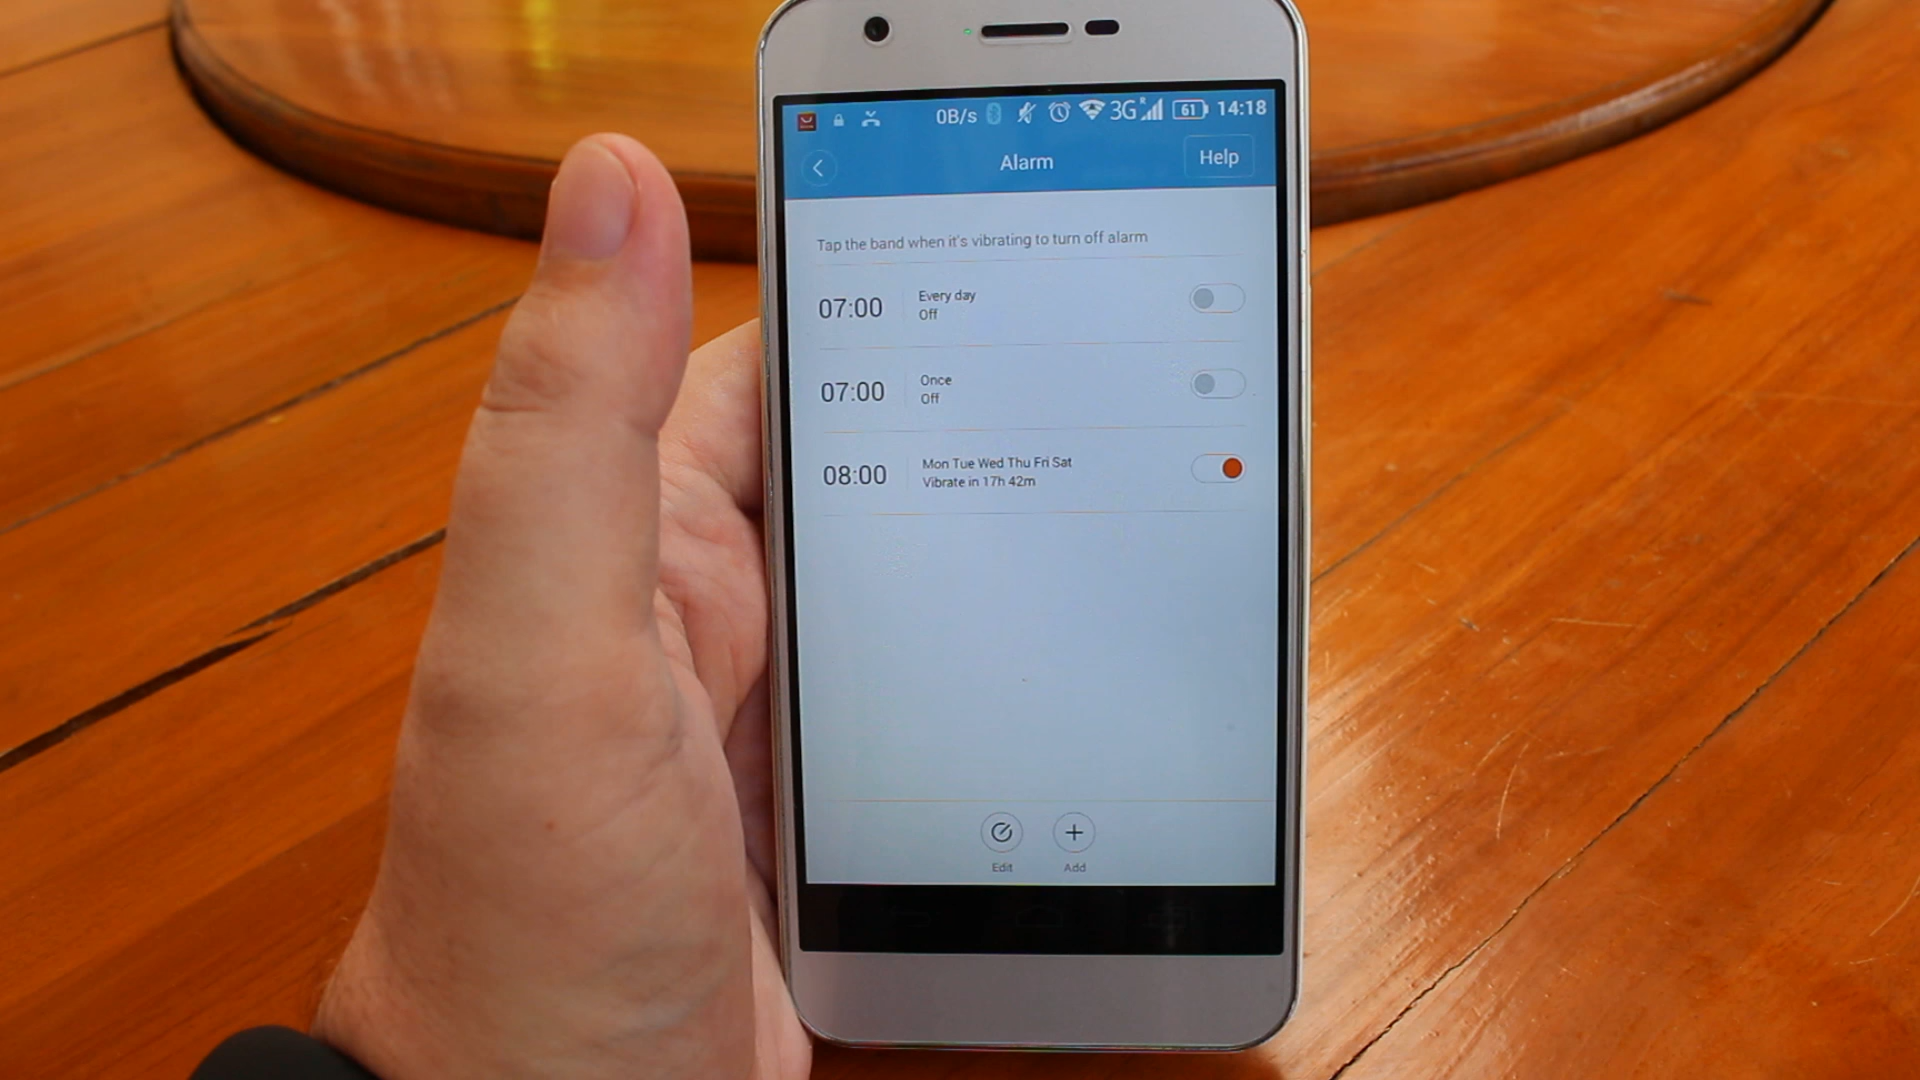 0B/s 3G R 61 14:18
Alarm Help
Tap the band when it's vibrating to turn off alarm
07:00 Every day
Off
07:00 Once
Off
08:00 Mon Tue Wed Thu Fri Sat
Vibrate in 17h 42m
Edit Add